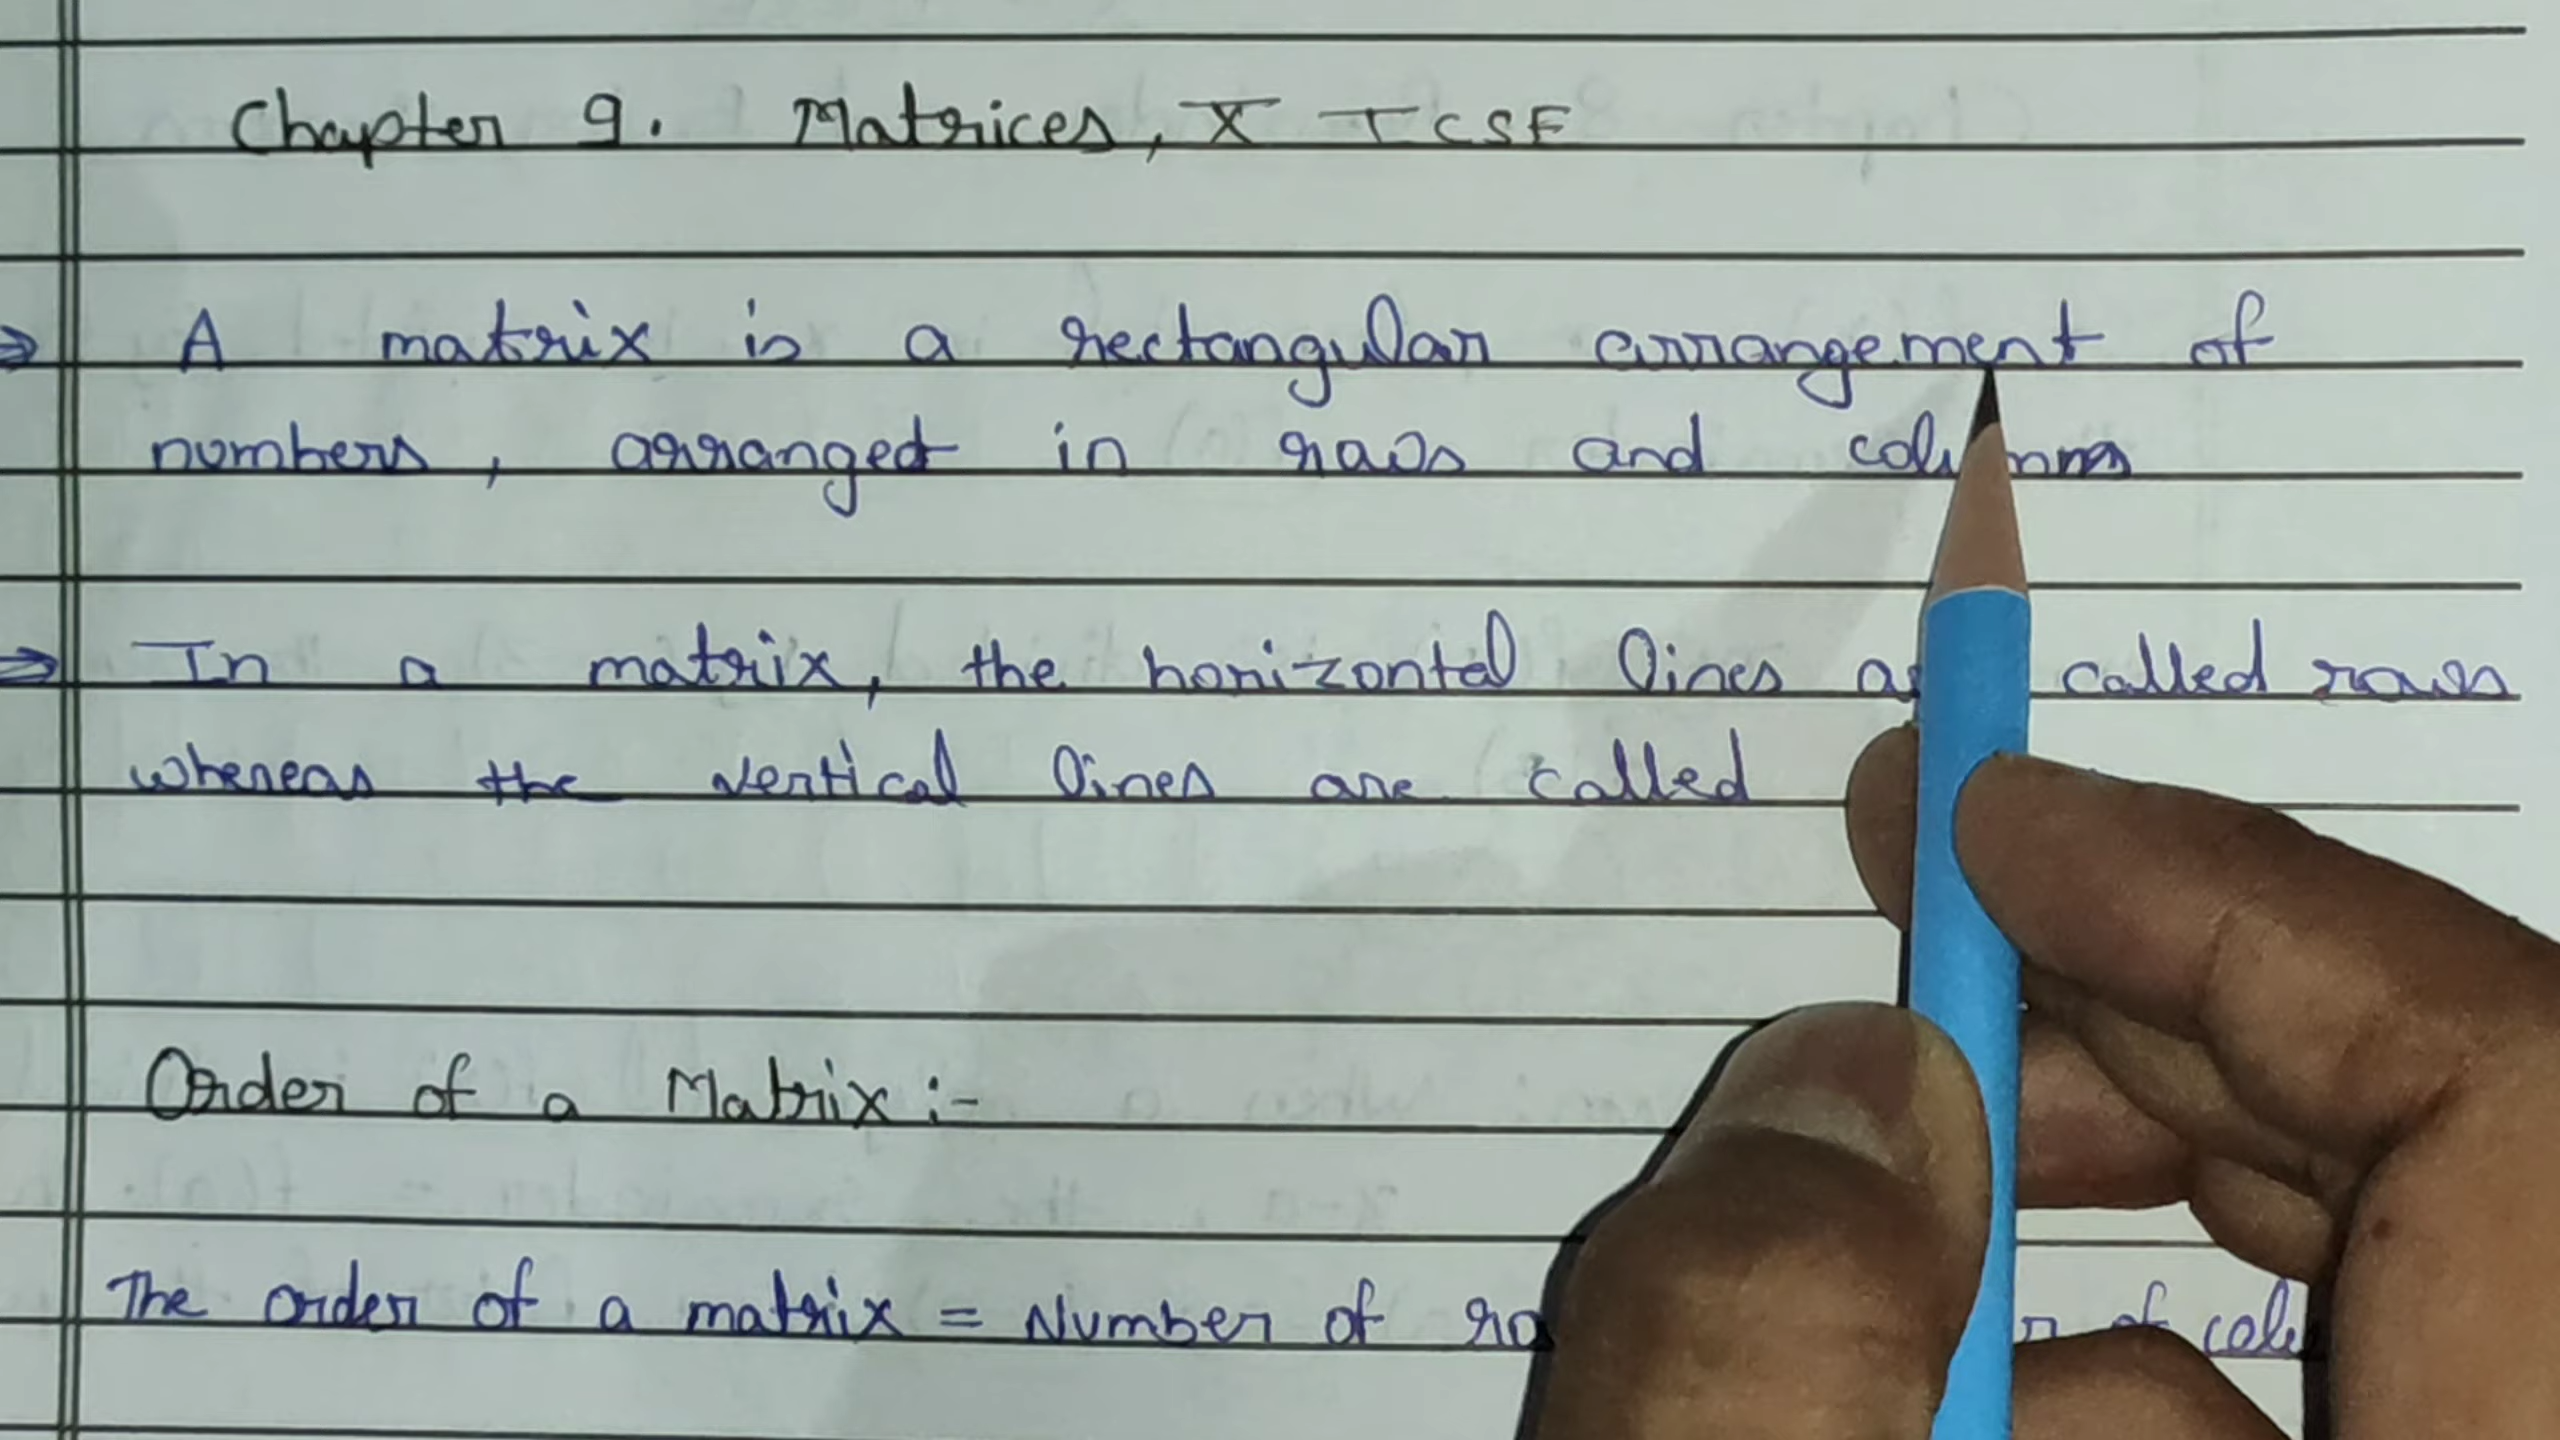 Chapter 9. Matrices, X ICSE
⇒ A matrix is a rectangular arrangement of
numbers, arranged in rows and columns
⇒ In a matrix, the horizontal lines called rows
whereas the vertical lines are called
Order of a Matrix :-
The order of a matrix = Number of of